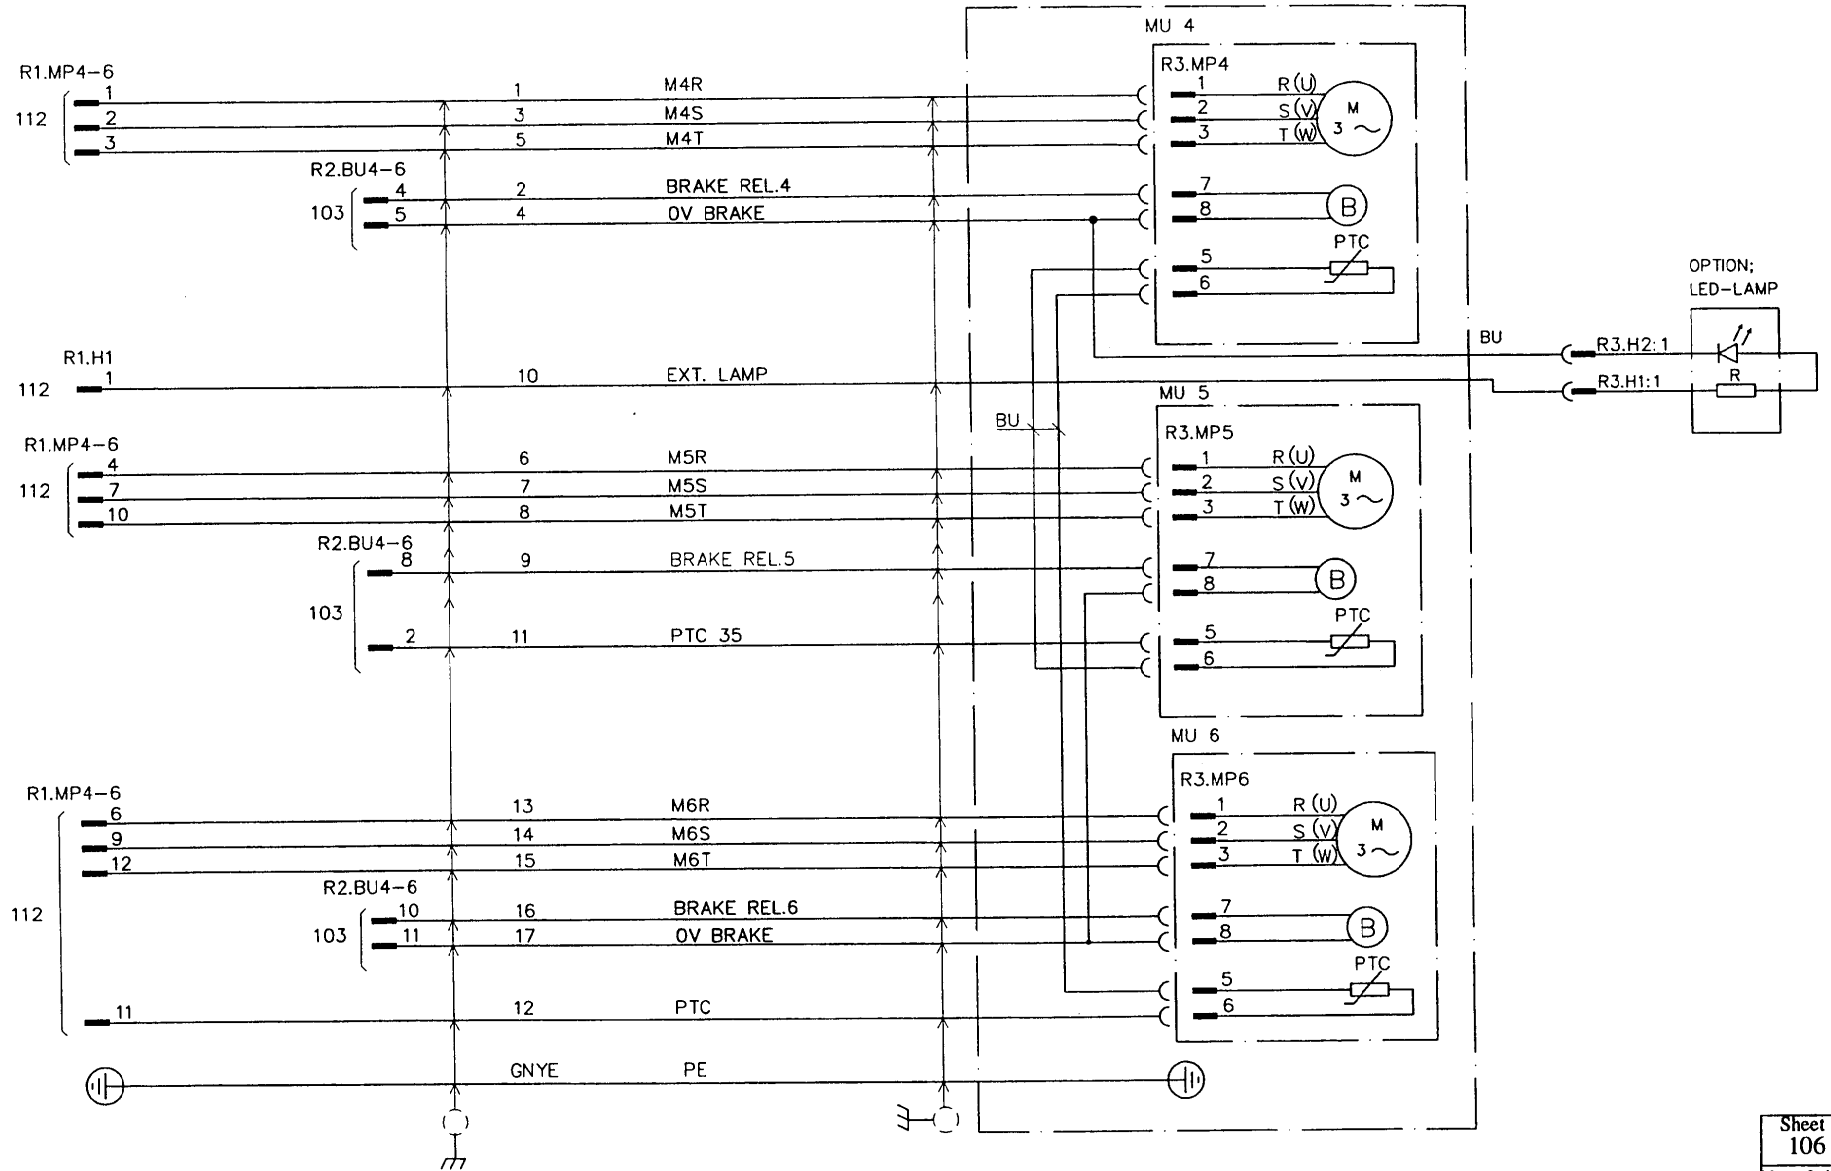 MU 4
R1.MP4-6
112
1 1 M4R
2 3 M4S
3 5 M4T
R3.MP4
1 R(U)
2 S(V)
3 T(W)
M
3
R2.BU4-6
103
4 2 BRAKE REL.4
5 4 0V BRAKE
7
8
B
PTC
5
6
OPTION;
LED-LAMP
BU
R3.H2:1
R3.H1:1
R
R1.H1
112
1 10 EXT. LAMP
BU
MU 5
R1.MP4-6
112
4 6 M5R
7 7 M5S
10 8 M5T
R3.MP5
1 R(U)
2 S(V)
3 T(W)
M
3
R2.BU4-6
103
8 9 BRAKE REL.5
2 11 PTC 35
7
8
B
PTC
5
6
MU 6
R1.MP4-6
112
6 13 M6R
9 14 M6S
12 15 M6T
R3.MP6
1 R(U)
2 S(V)
3 T(W)
M
3
R2.BU4-6
103
10 16 BRAKE REL.6
11 17 0V BRAKE
7
8
B
PTC
5
6
11 12 PTC
GNYE PE
Sheet
106